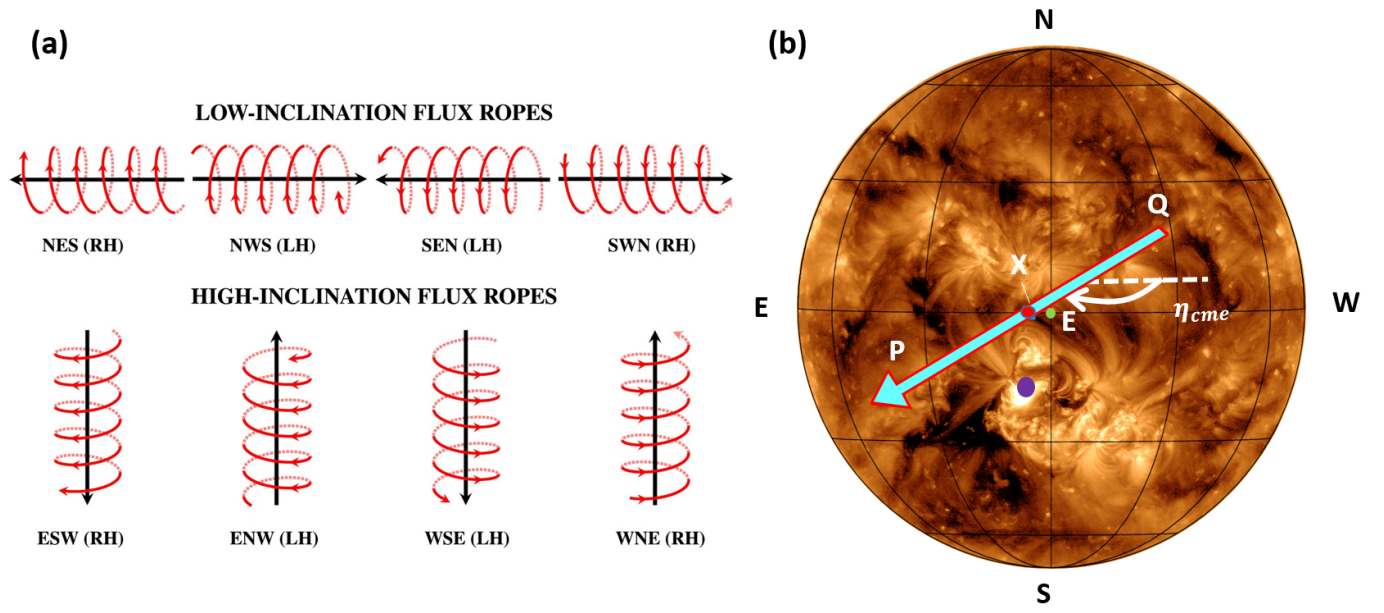 (a)
LOW-INCLINATION FLUX ROPES
NES (RH) NWS (LH) SEN (LH) SWN (RH)
HIGH-INCLINATION FLUX ROPES
ESW (RH) ENW (LH) WSE (LH) WNE (RH)
(b)
N
Q
X
E
E
W
η_cme
P
S